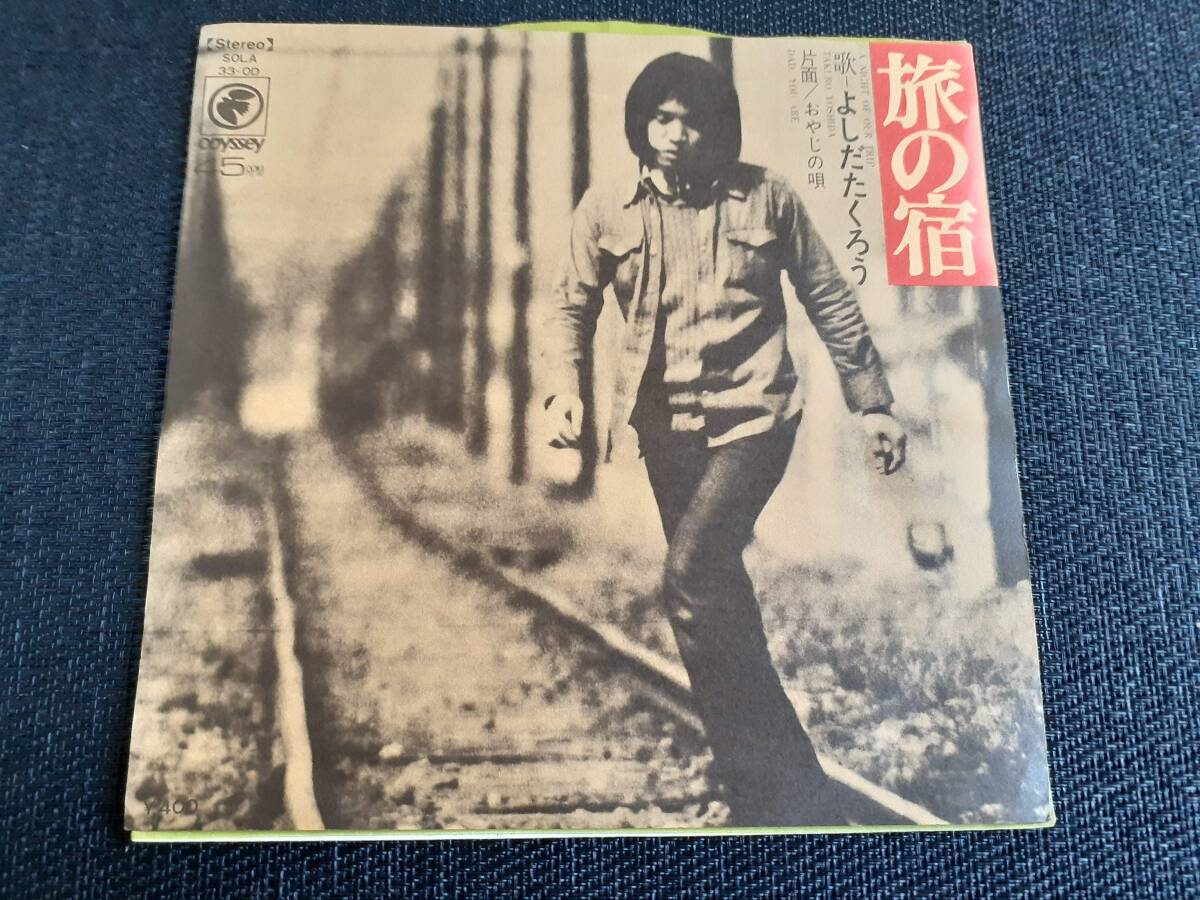 【Stereo】
SOLA
33-OD
odyssey
45RPM
旅の宿
A NIGHT OF OUR TRIP
歌ーよしだたくろう
TAKURO YOSHIDA
片面/おやじの唄
DAD, YOU ARE
¥400